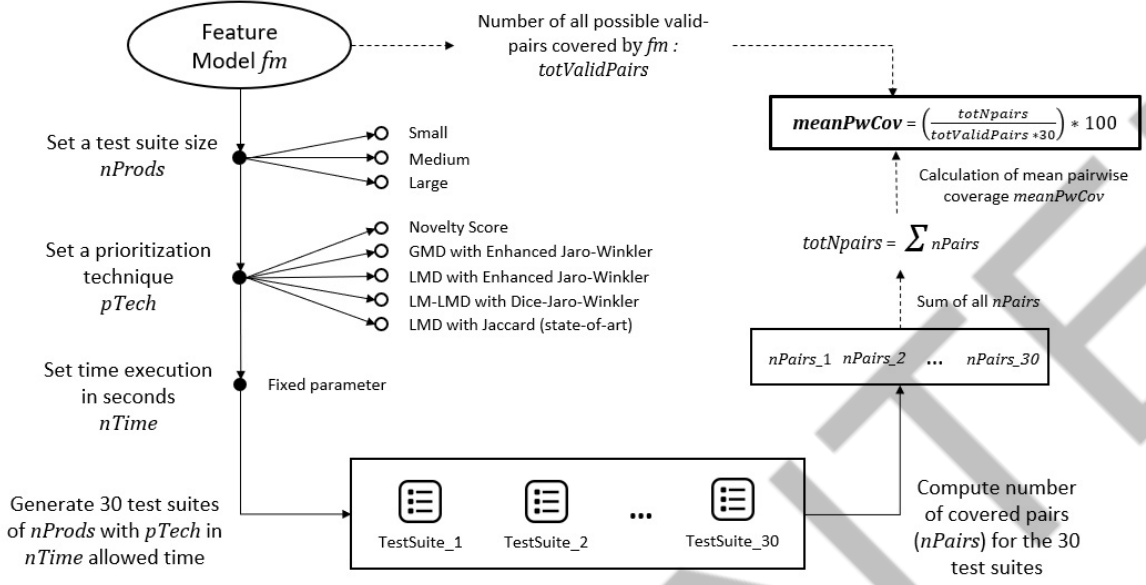 Feature
Model fm
Number of all possible valid-
pairs covered by fm :
totValidPairs
meanPwCov = (totNpairs / totValidPairs *30) * 100
Set a test suite size
nProds
Small
Medium
Large
Calculation of mean pairwise
coverage meanPwCov
totNpairs = ∑ nPairs
Set a prioritization
technique
pTech
Novelty Score
GMD with Enhanced Jaro-Winkler
LMD with Enhanced Jaro-Winkler
LM-LMD with Dice-Jaro-Winkler
LMD with Jaccard (state-of-art)
Sum of all nPairs
nPairs_1 nPairs_2 ... nPairs_30
Set time execution
in seconds
nTime
Fixed parameter
Generate 30 test suites
of nProds with pTech in
nTime allowed time
TestSuite_1 TestSuite_2 ... TestSuite_30
Compute number
of covered pairs
(nPairs) for the 30
test suites